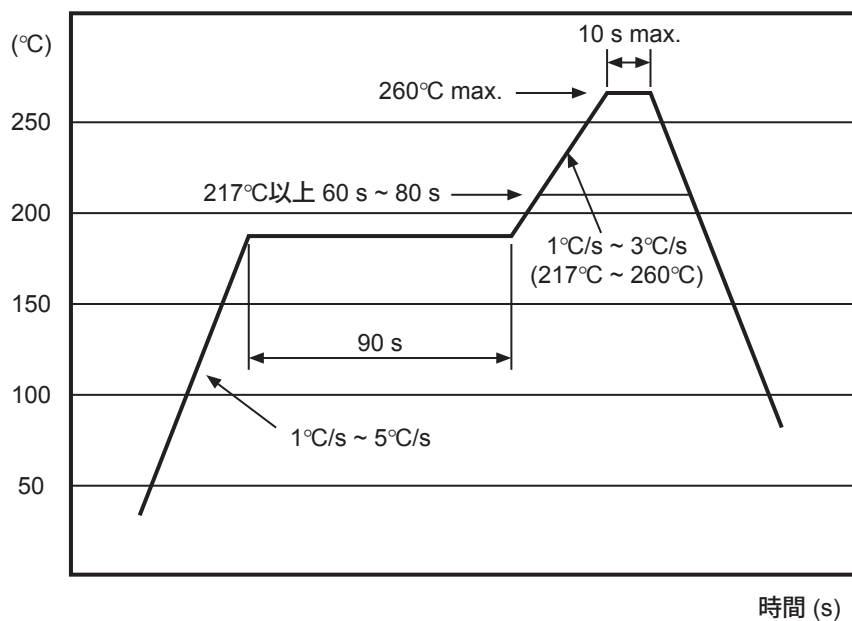 (℃)
10 s max.
260℃ max.
250
217℃以上 60 s ~ 80 s
200
1℃/s ~ 3℃/s
(217℃ ~ 260℃)
150
90 s
100
1℃/s ~ 5℃/s
50
時間 (s)